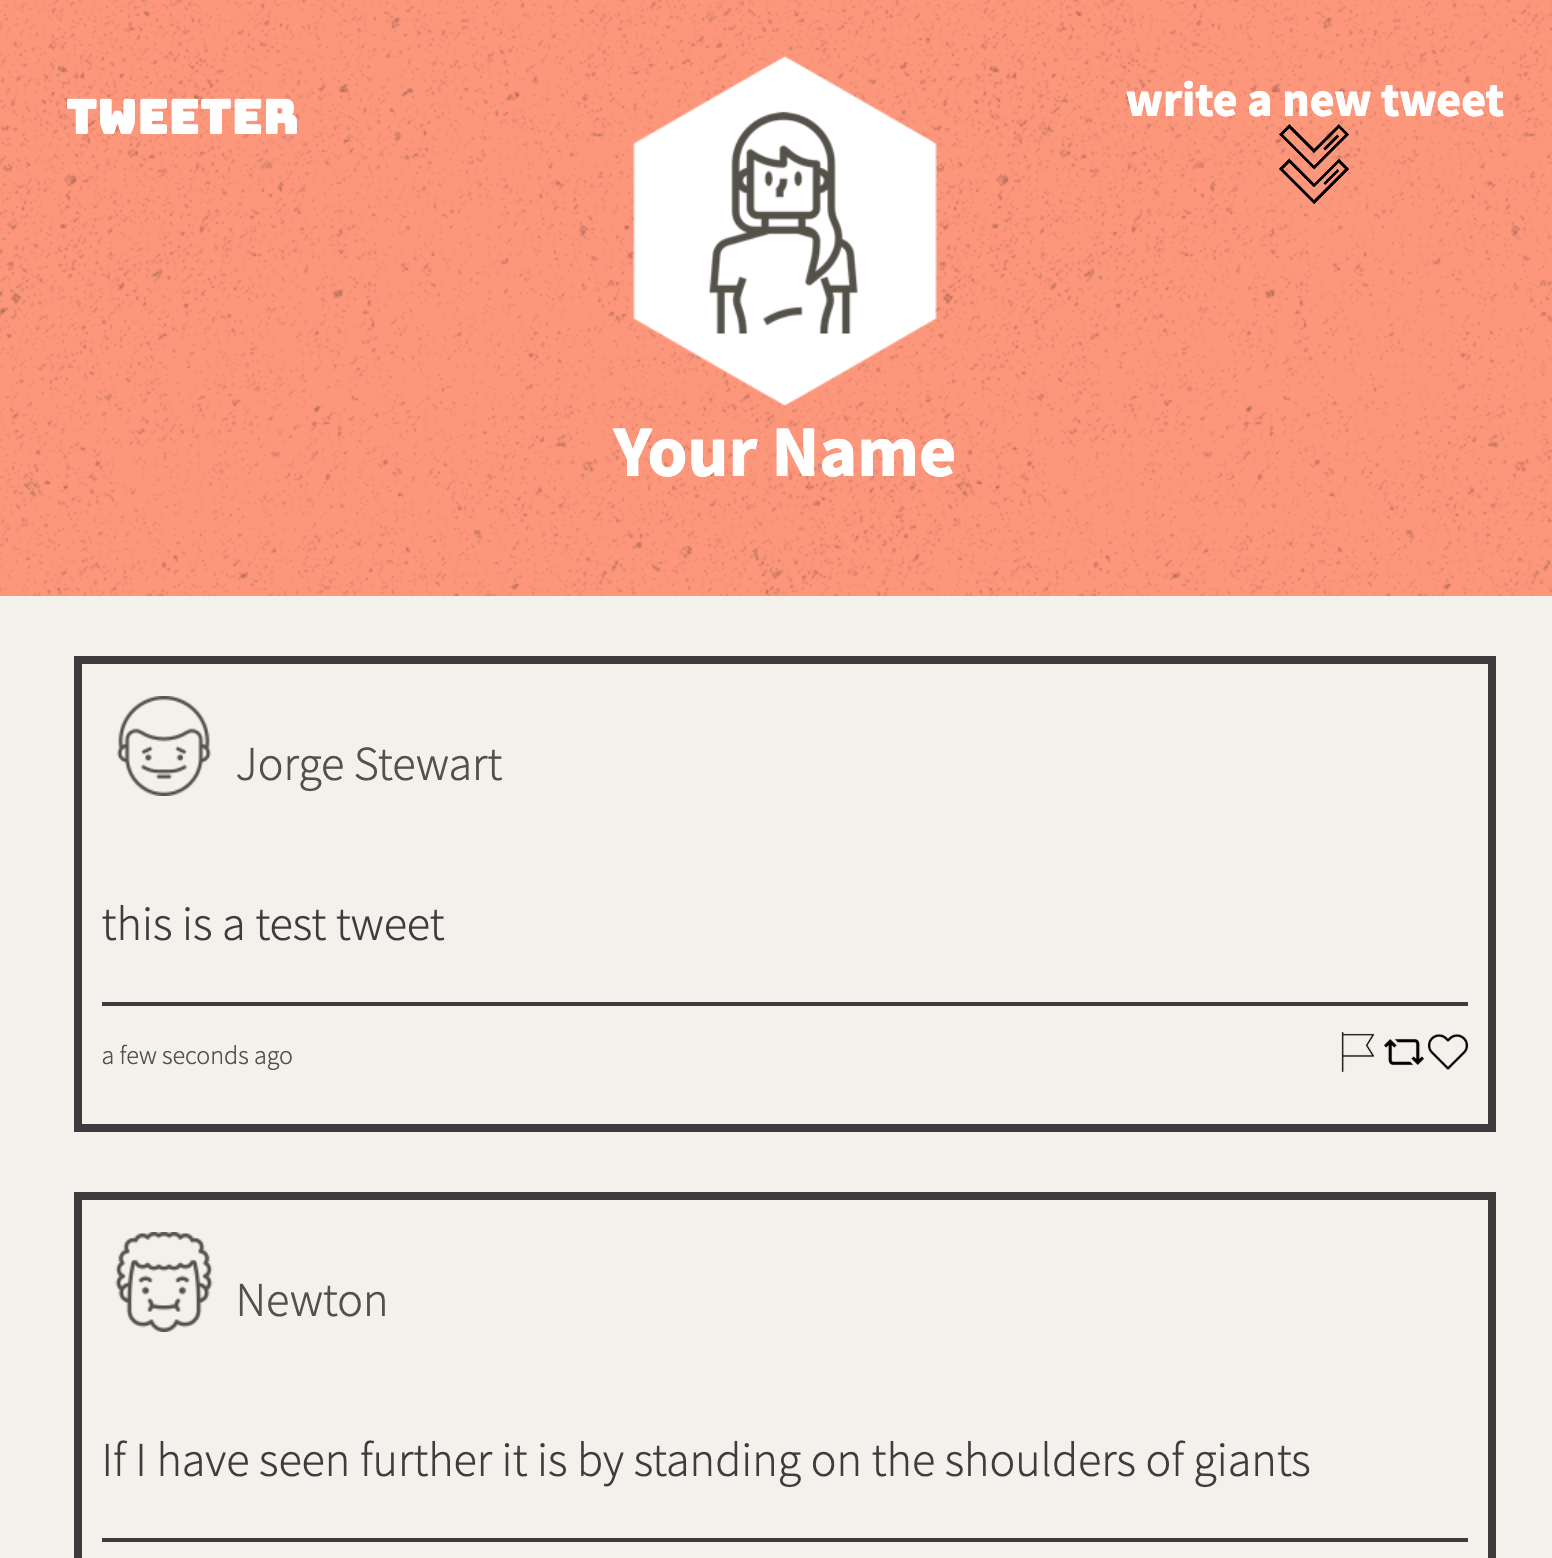 TWEETER
write a new tweet
Your Name
Jorge Stewart
this is a test tweet
a few seconds ago
Newton
If I have seen further it is by standing on the shoulders of giants